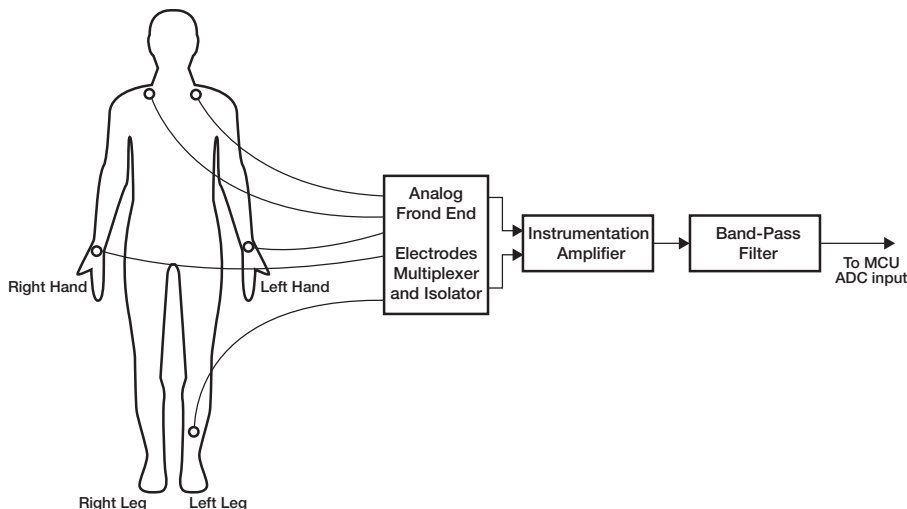 Analog
Frond End
Electrodes
Multiplexer
and Isolator
Instrumentation
Amplifier
Band-Pass
Filter
To MCU
ADC input
Right Hand
Left Hand
Right Leg
Left Leg